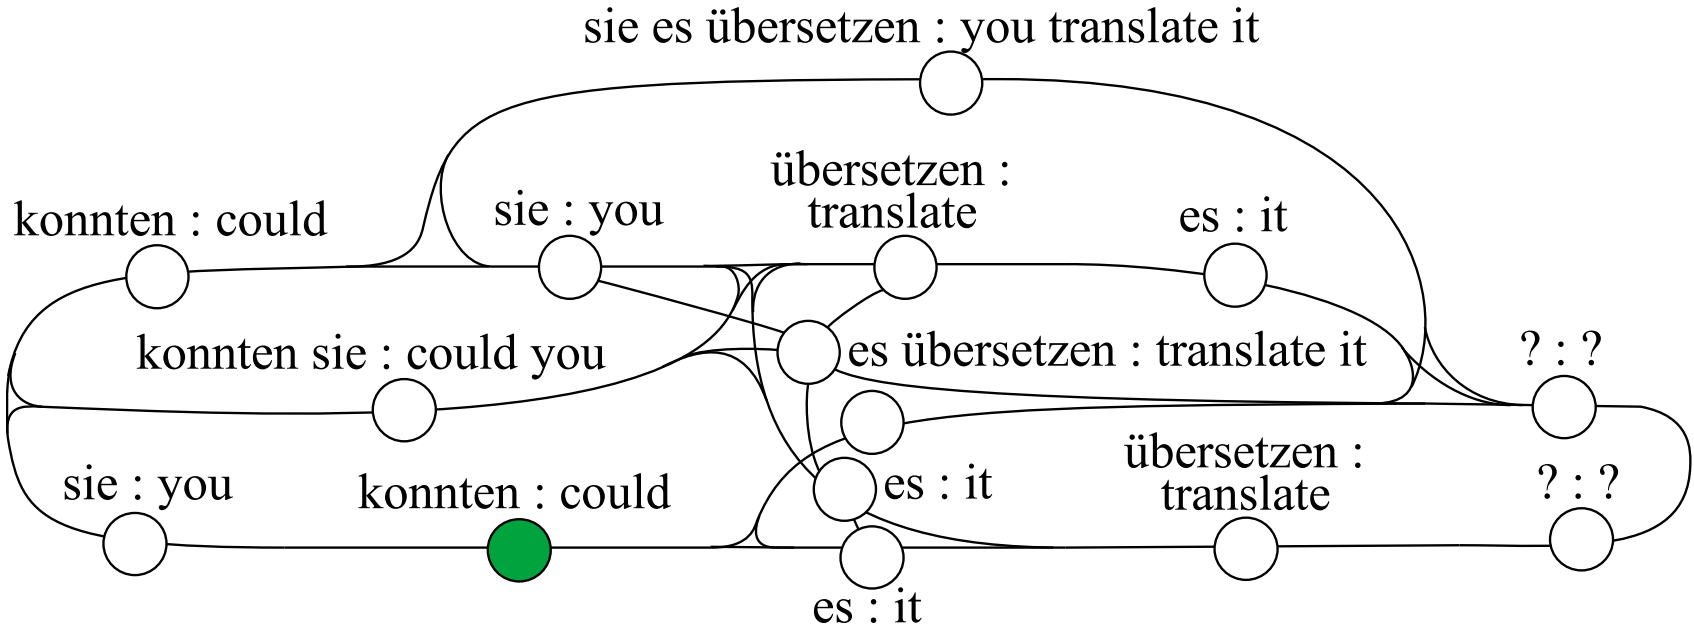 sie es übersetzen : you translate it
übersetzen :
translate
konnten : could
sie : you
es : it
konnten sie : could you
es übersetzen : translate it
? : ?
sie : you
konnten : could
es : it
übersetzen :
translate
? : ?
es : it